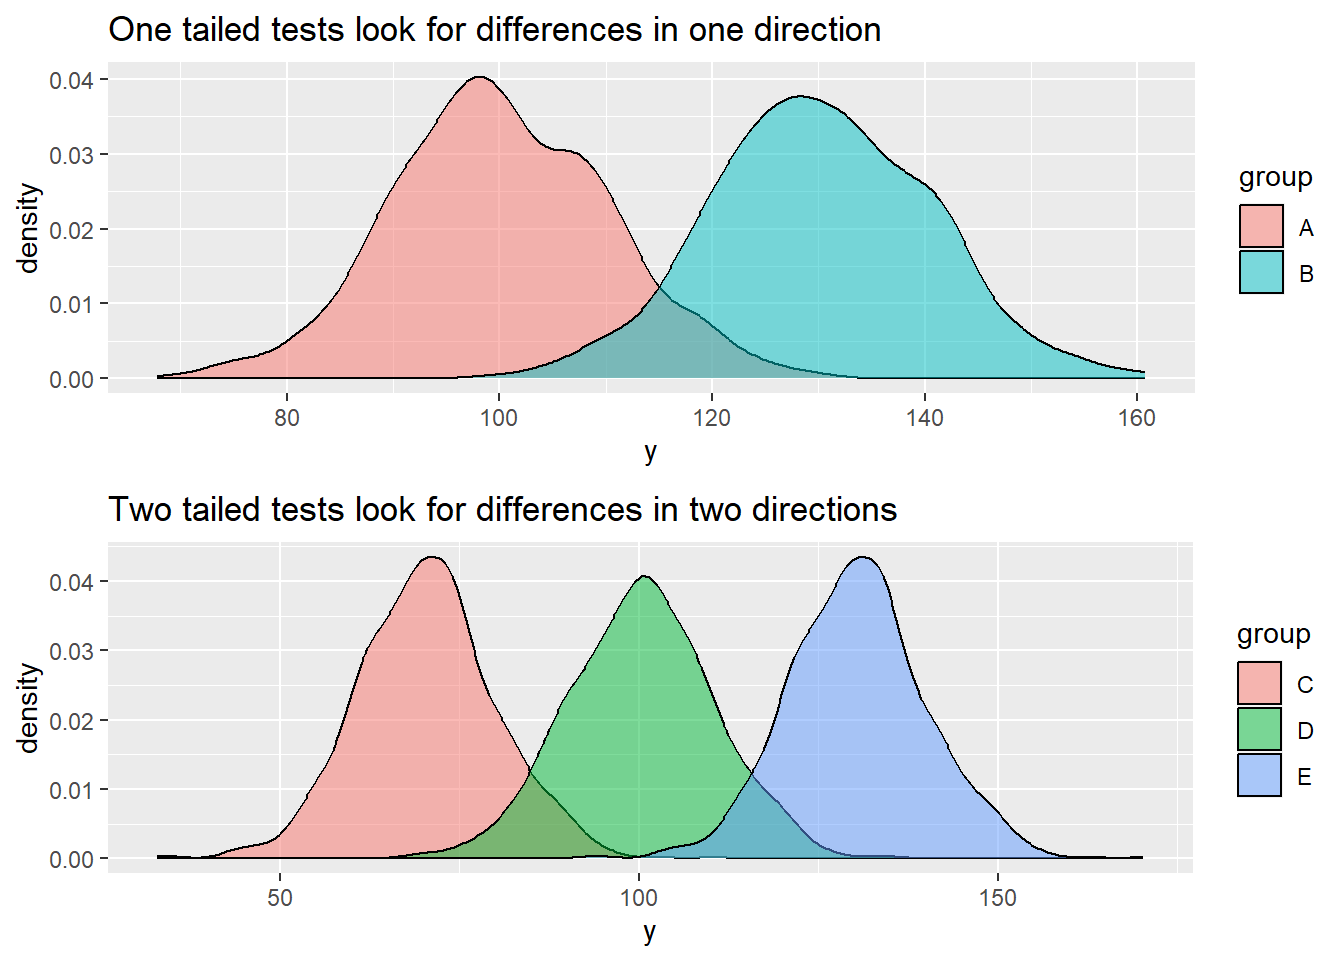 One tailed tests look for differences in one direction
0.04
0.03
0.02
0.01
0.00
density
80 100 120 140 160
y
group
A
B
Two tailed tests look for differences in two directions
0.04
0.03
0.02
0.01
0.00
density
50 100 150
y
group
C
D
E